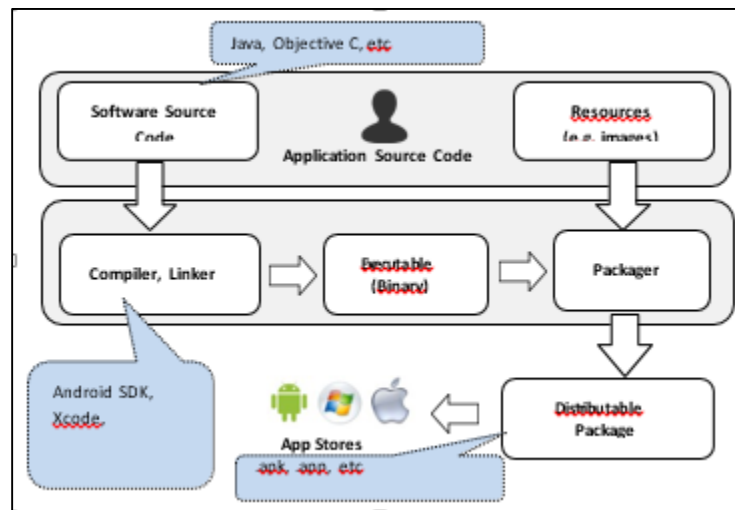 Java, Objective C, etc
Software Source
Code
Resources
(e.g. images)
Application Source Code
Compiler, Linker
Executable
(Binary)
Packager
Android SDK,
Xcode,
Distributable
Package
App Stores
apk, app, etc